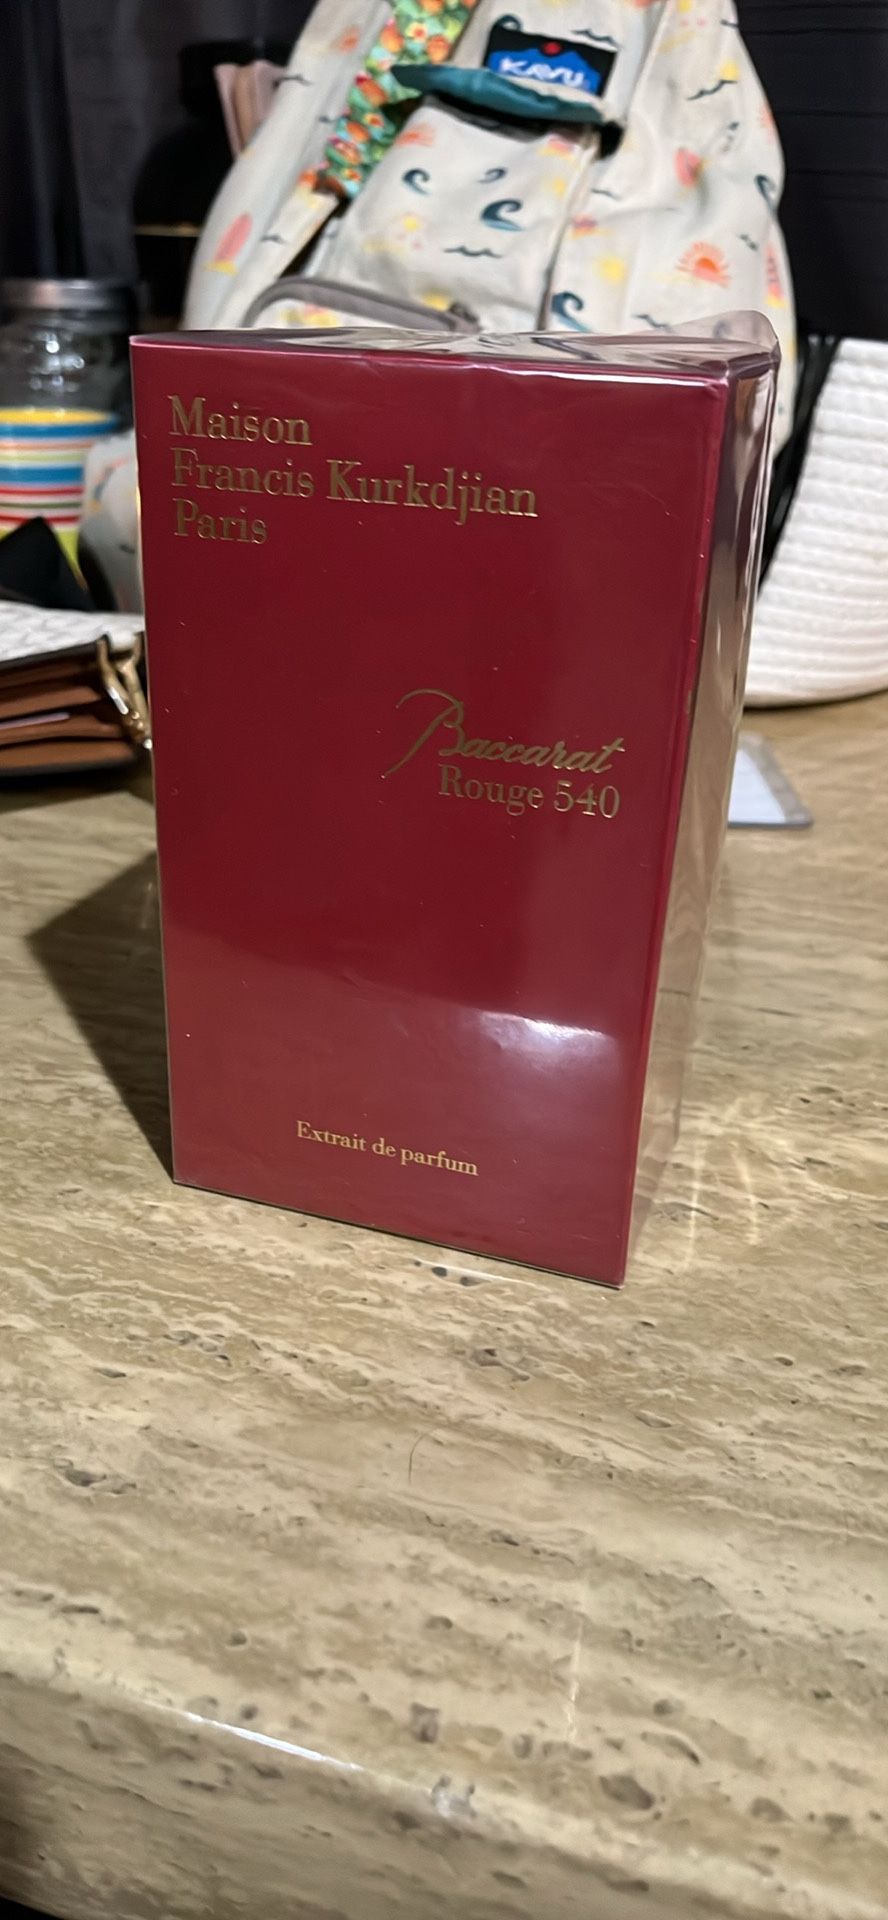 KAVU
Maison
Francis Kurkdjian
Paris
Baccarat
Rouge 540
Extrait de parfum